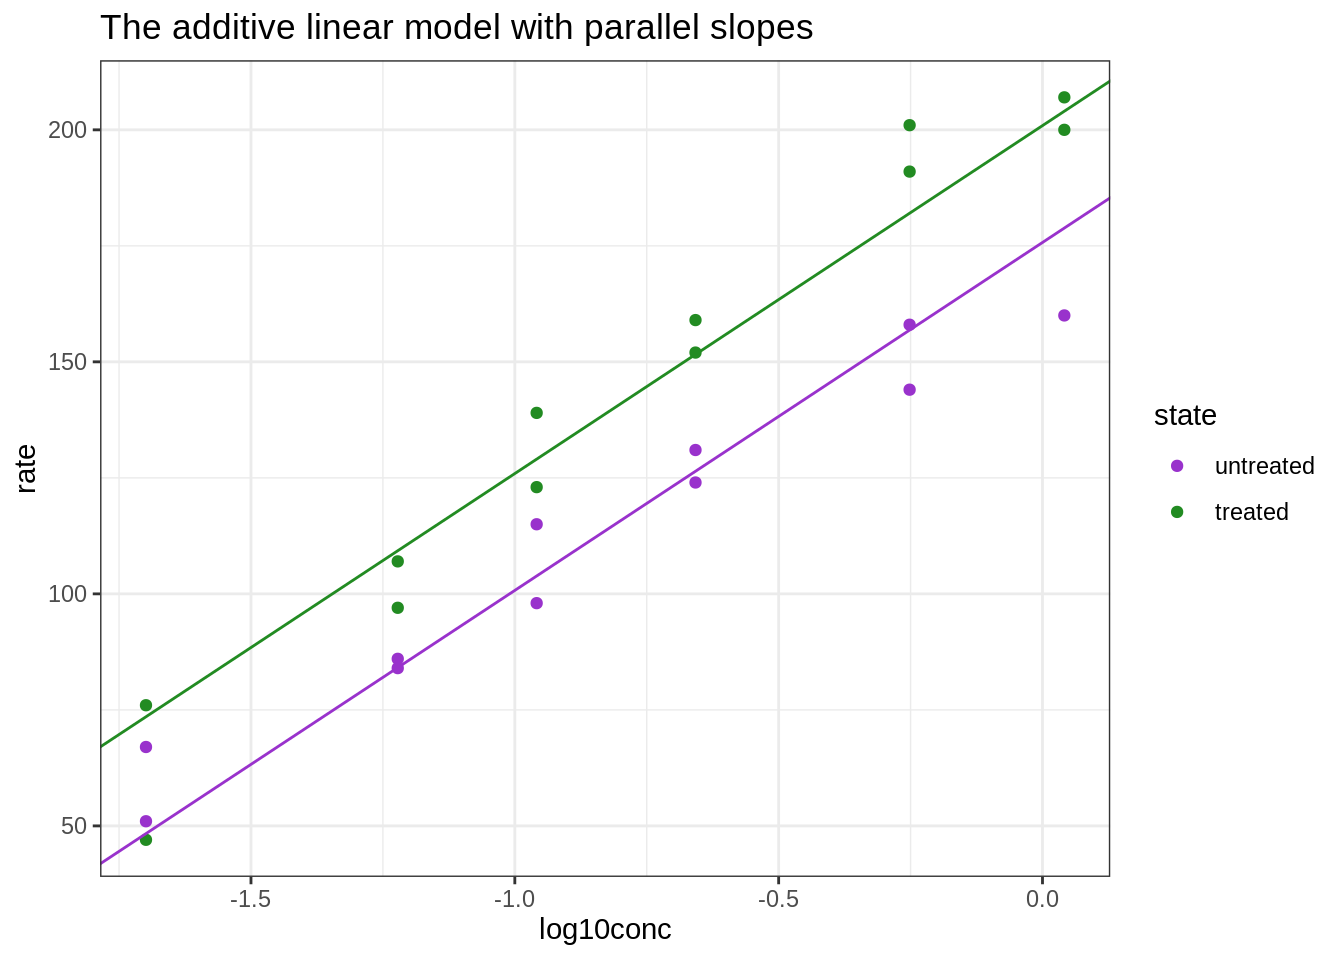 The additive linear model with parallel slopes
200
150
100
50
rate
-1.5
-1.0
-0.5
0.0
log10conc
state
untreated
treated